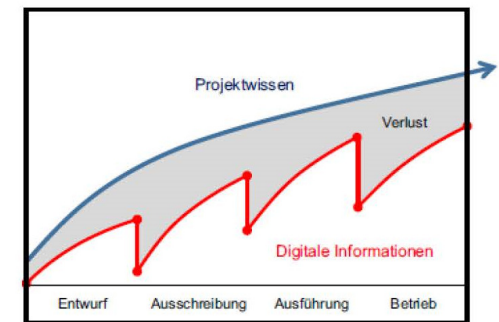 Projektwissen
Verlust
Digitale Informationen
Entwurf Ausschreibung Ausführung Betrieb